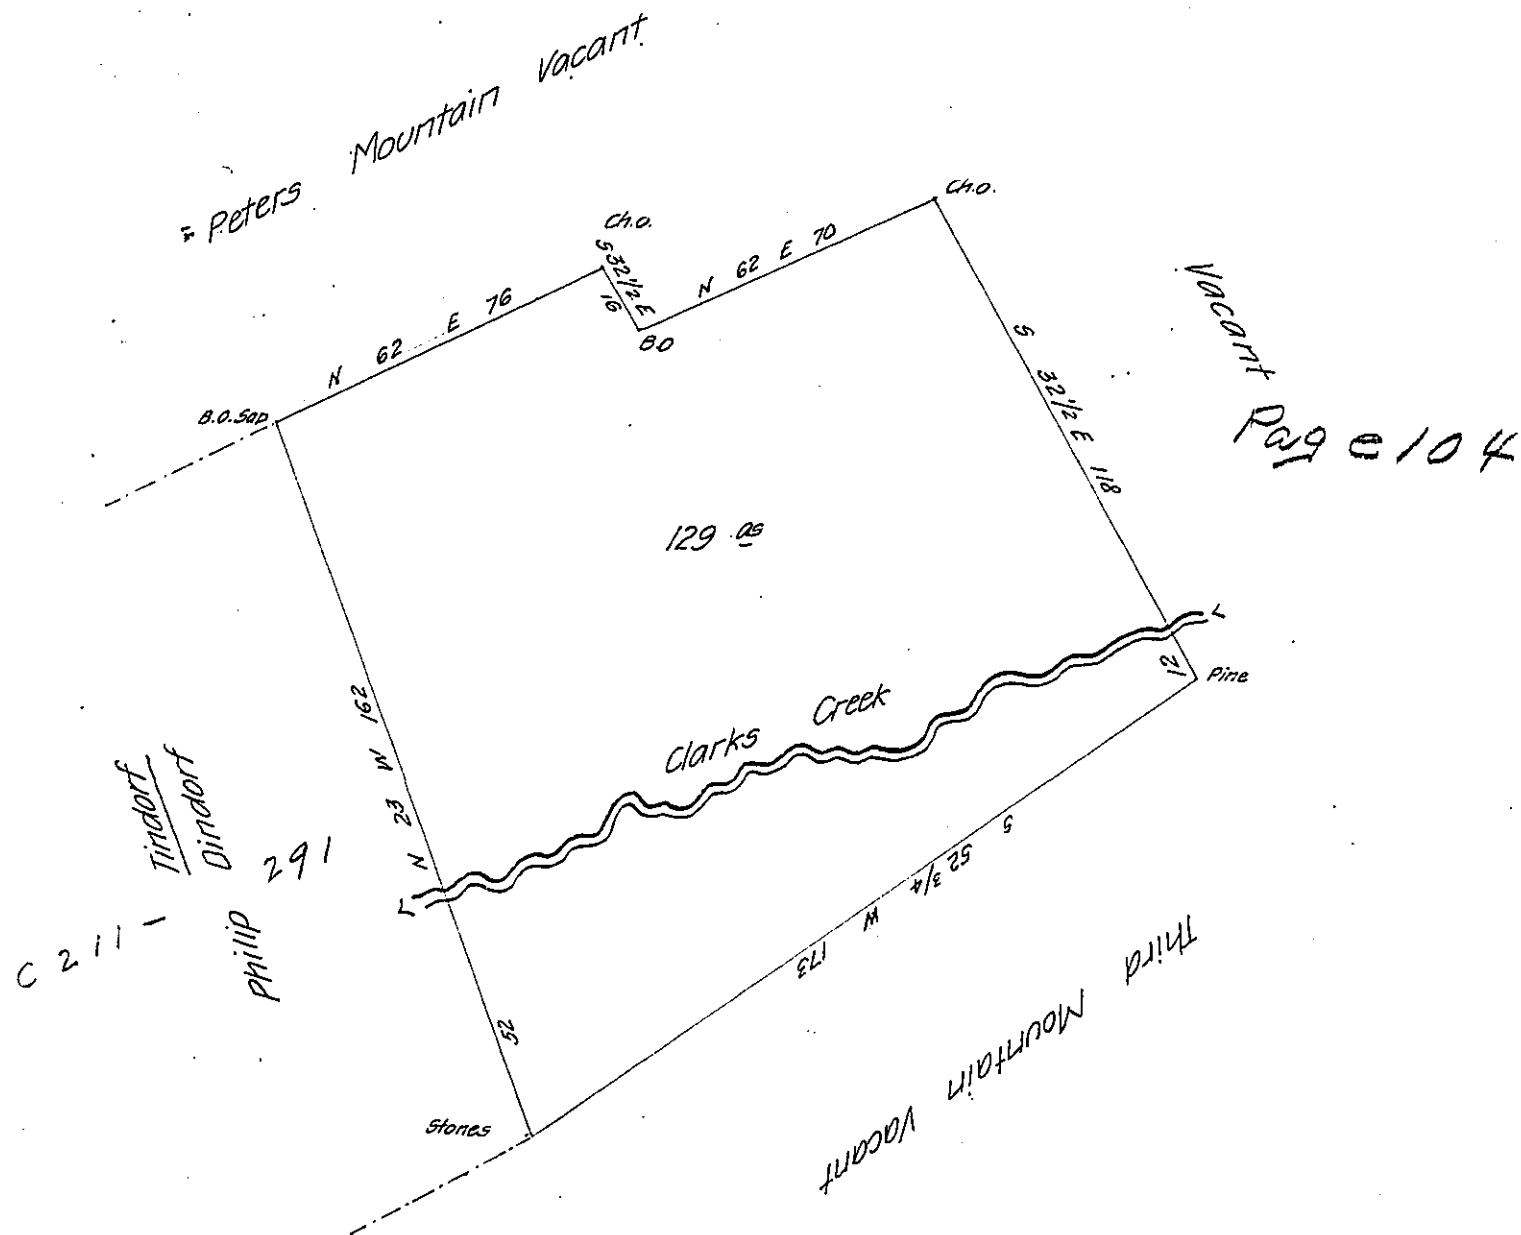 Peters Mountain Vacant
Ch.o.
Ch.o.
S 32 1/2 E
16
N 62 E 70
N 62 E 76
B.O
B.O. Sap
Vacant
Page 104
S 32 1/2 E 118
129 as
12
Pine
Clarks Creek
N 23 W 162
Tindorf
Dindorf
Philip
C 211 - 291
52
S 52 3/4 W 173
Stones
Third Mountain Vacant